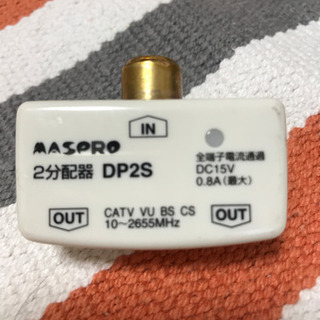 IN
MASPRO
2分配器 DP2S
全端子電流通過
DC15V
0.8A(最大)
OUT
CATV VU BS CS
10~2655MHz
OUT